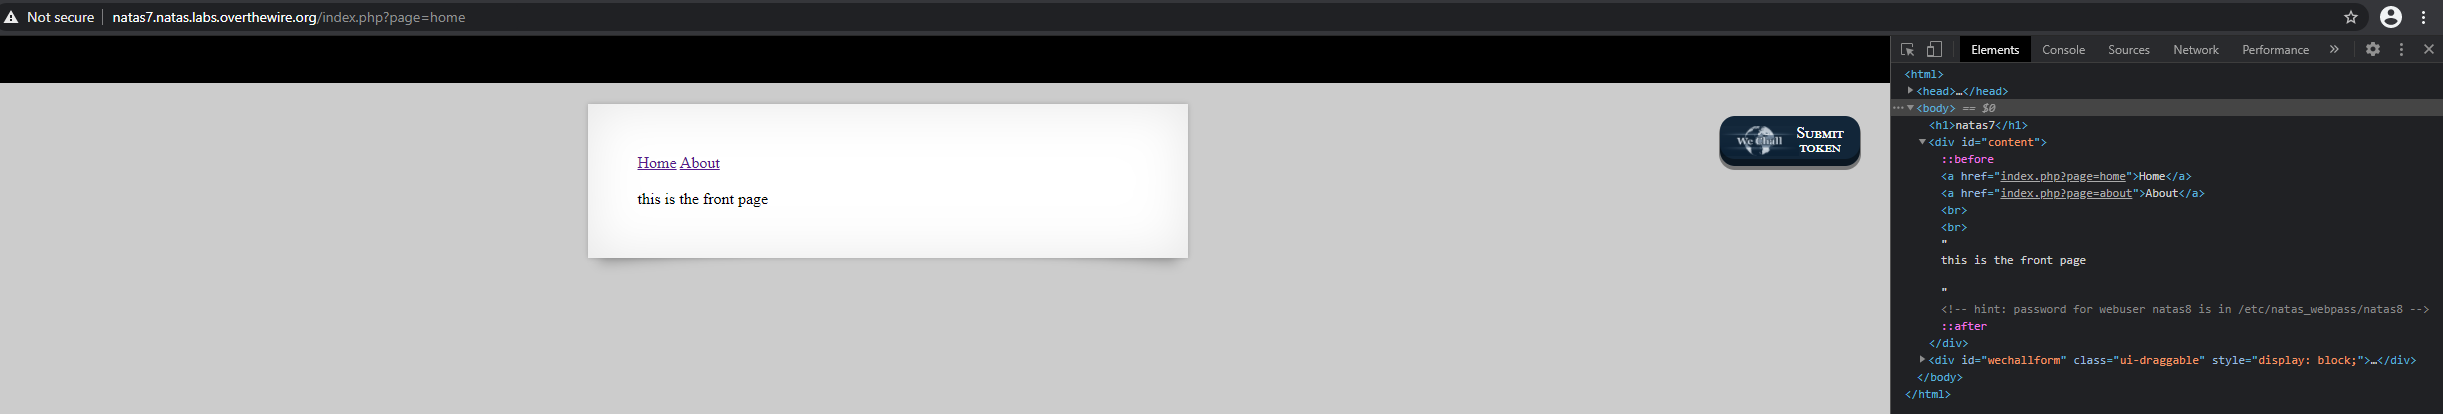 Not secure natas7.natas.labs.overthewire.org/index.php?page=home
Home About
this is the front page
We Chall SUBMIT
TOKEN
Elements Console Sources Network Performance »
<html>
<head>…</head>
<body> == $0
<h1>natas7</h1>
<div id="content">
::before
<a href="index.php?page=home">Home</a>
<a href="index.php?page=about">About</a>
<br>
<br>
"
this is the front page
"
<!-- hint: password for webuser natas8 is in /etc/natas_webpass/natas8 -->
::after
</div>
<div id="wechallform" class="ui-draggable" style="display: block;">…</div>
</body>
</html>